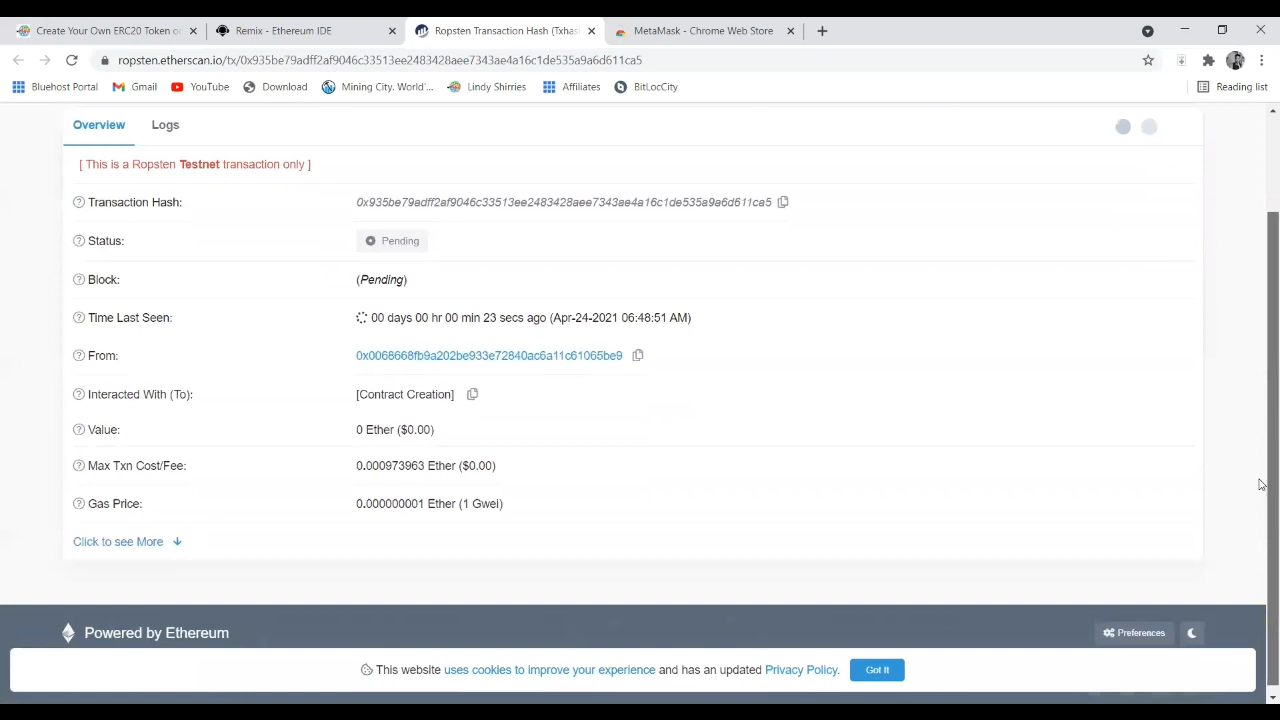 Create Your Own ERC20 Token o
Remix - Ethereum IDE
Ropsten Transaction Hash (Txhas
MetaMask - Chrome Web Store
ropsten.etherscan.io/tx/0x935be79adff2af9046c33513ee2483428aee7343ae4a16c1de535a9a6d611ca5
Bluehost Portal
Gmail
YouTube
Download
Mining City. World'...
Lindy Shirries
Affiliates
BitLocCity
Reading list
Overview
Logs
[ This is a Ropsten Testnet transaction only ]
Transaction Hash: 0x935be79adff2af9046c33513ee2483428aee7343ae4a16c1de535a9a6d611ca5
Status: Pending
Block: (Pending)
Time Last Seen: 00 days 00 hr 00 min 23 secs ago (Apr-24-2021 06:48:51 AM)
From: 0x0068668fb9a202be933e72840ac6a11c61065be9
Interacted With (To): [Contract Creation]
Value: 0 Ether ($0.00)
Max Txn Cost/Fee: 0.000973963 Ether ($0.00)
Gas Price: 0.000000001 Ether (1 Gwei)
Click to see More
Powered by Ethereum
Preferences
This website uses cookies to improve your experience and has an updated Privacy Policy.
Got It